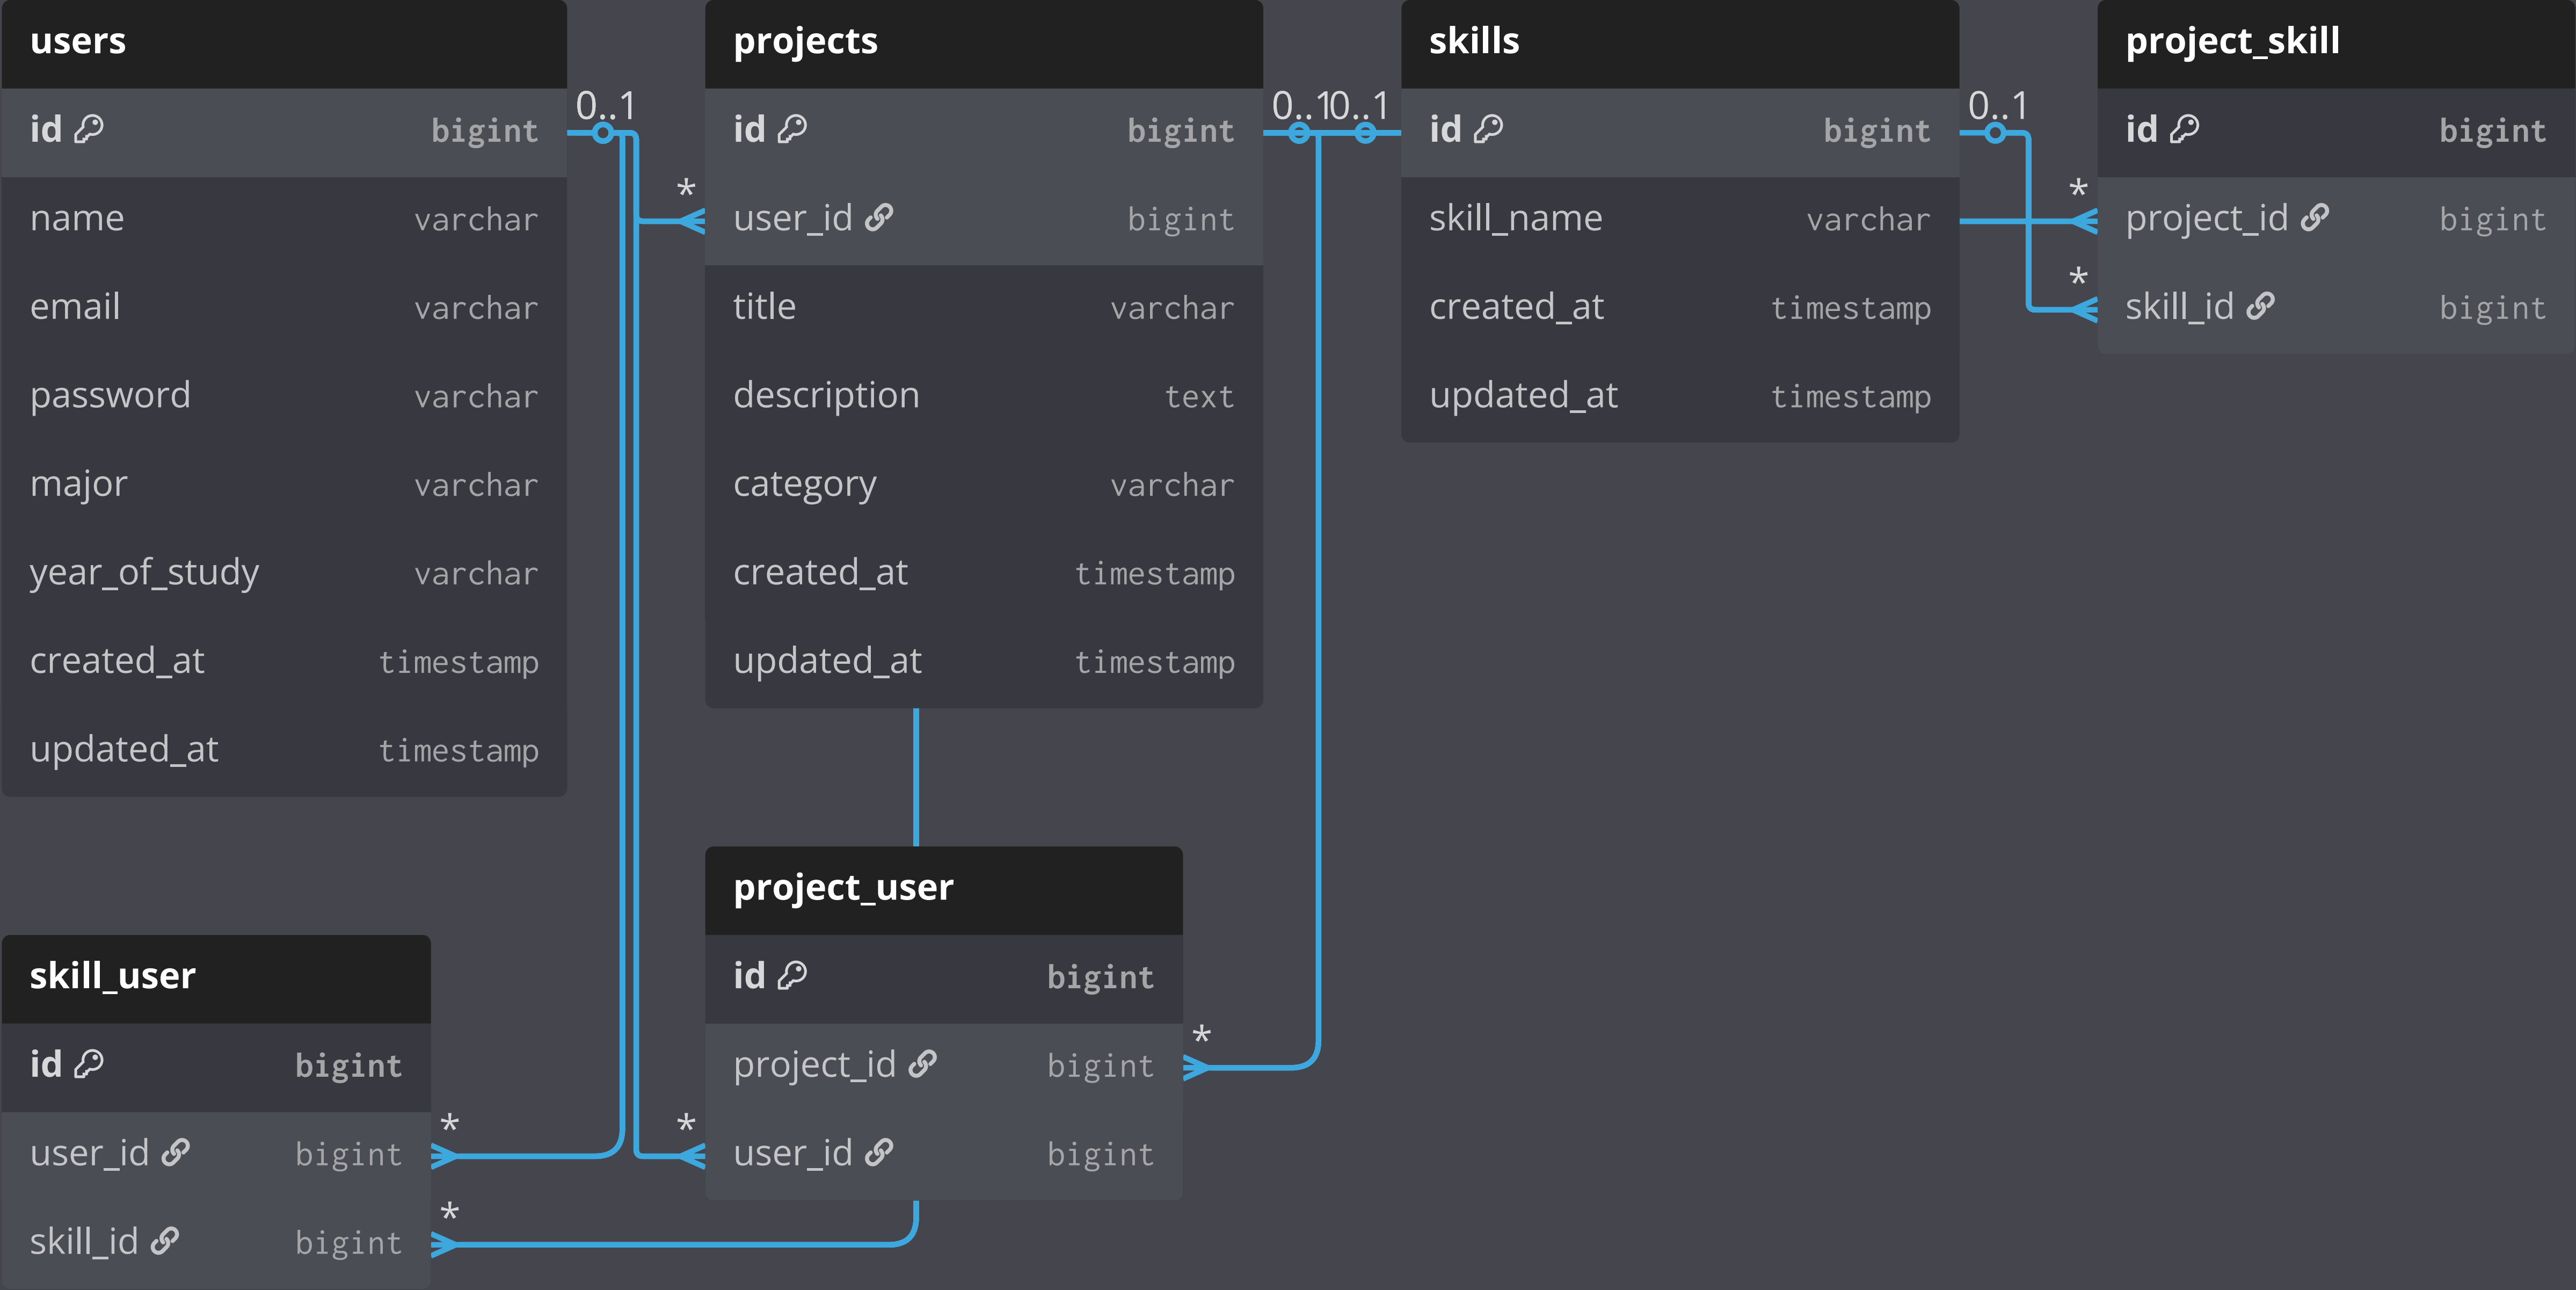 users
id bigint
name varchar
email varchar
password varchar
major varchar
year_of_study varchar
created_at timestamp
updated_at timestamp
0..1
*
projects
id bigint
user_id bigint
title varchar
description text
category varchar
created_at timestamp
updated_at timestamp
0..1
0..1
skills
id bigint
skill_name varchar
created_at timestamp
updated_at timestamp
0..1
*
*
project_skill
id bigint
project_id bigint
skill_id bigint
skill_user
id bigint
user_id bigint
skill_id bigint
*
*
*
project_user
id bigint
project_id bigint
user_id bigint
*